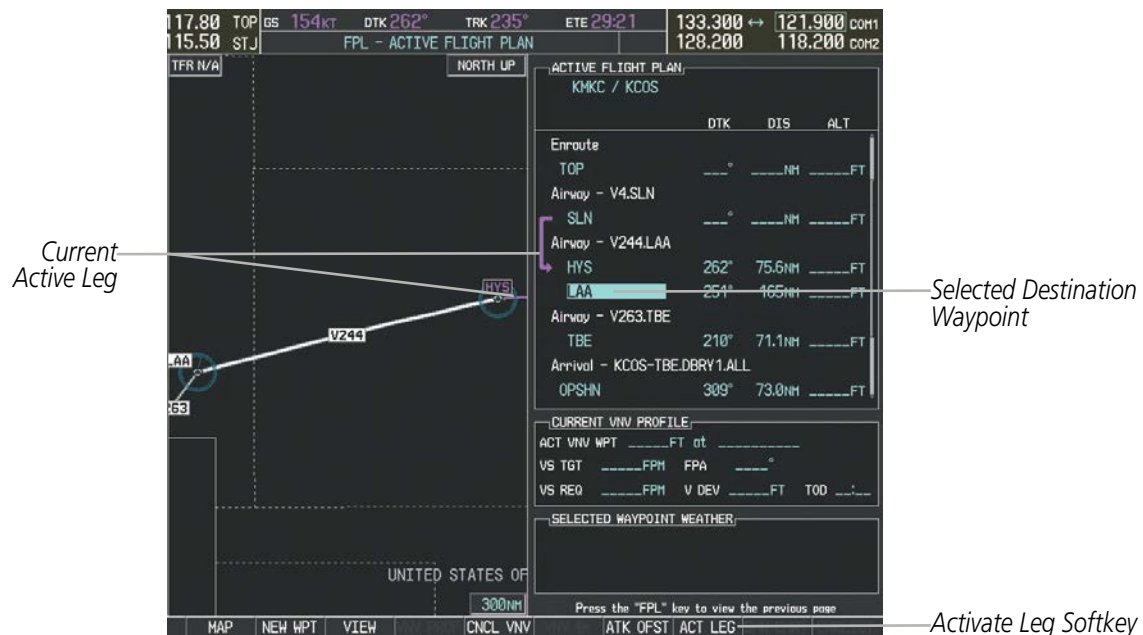 117.80 TOP GS 154KT DTK 262° TRK 235° ETE 29:21 133.300 ↔ 121.900 COM1
115.50 STJ FPL - ACTIVE FLIGHT PLAN 128.200 118.200 COM2
TFR N/A NORTH UP
ACTIVE FLIGHT PLAN
KMKC / KCOS
DTK DIS ALT
Enroute
TOP ___° ____NM _____FT
Airway - V4.SLN
SLN ___° ____NM _____FT
Airway - V244.LAA
HYS 262° 75.6NM _____FT
LAA 251° 165NM _____FT
Airway - V263.TBE
TBE 210° 71.1NM _____FT
Arrival - KCOS-TBE.DBRY1.ALL
OPSHN 309° 73.0NM _____FT
Current
Active Leg
HYS
V244
LAA
63
Selected Destination
Waypoint
CURRENT VNV PROFILE
ACT VNV WPT _____FT at __________
VS TGT _____FPM FPA ____°
VS REQ _____FPM V DEV _____FT TOD __:__
SELECTED WAYPOINT WEATHER
UNITED STATES OF
300NM
Press the "FPL" key to view the previous page
MAP NEW WPT VIEW CNCL VNV ATK OFST ACT LEG
Activate Leg Softkey